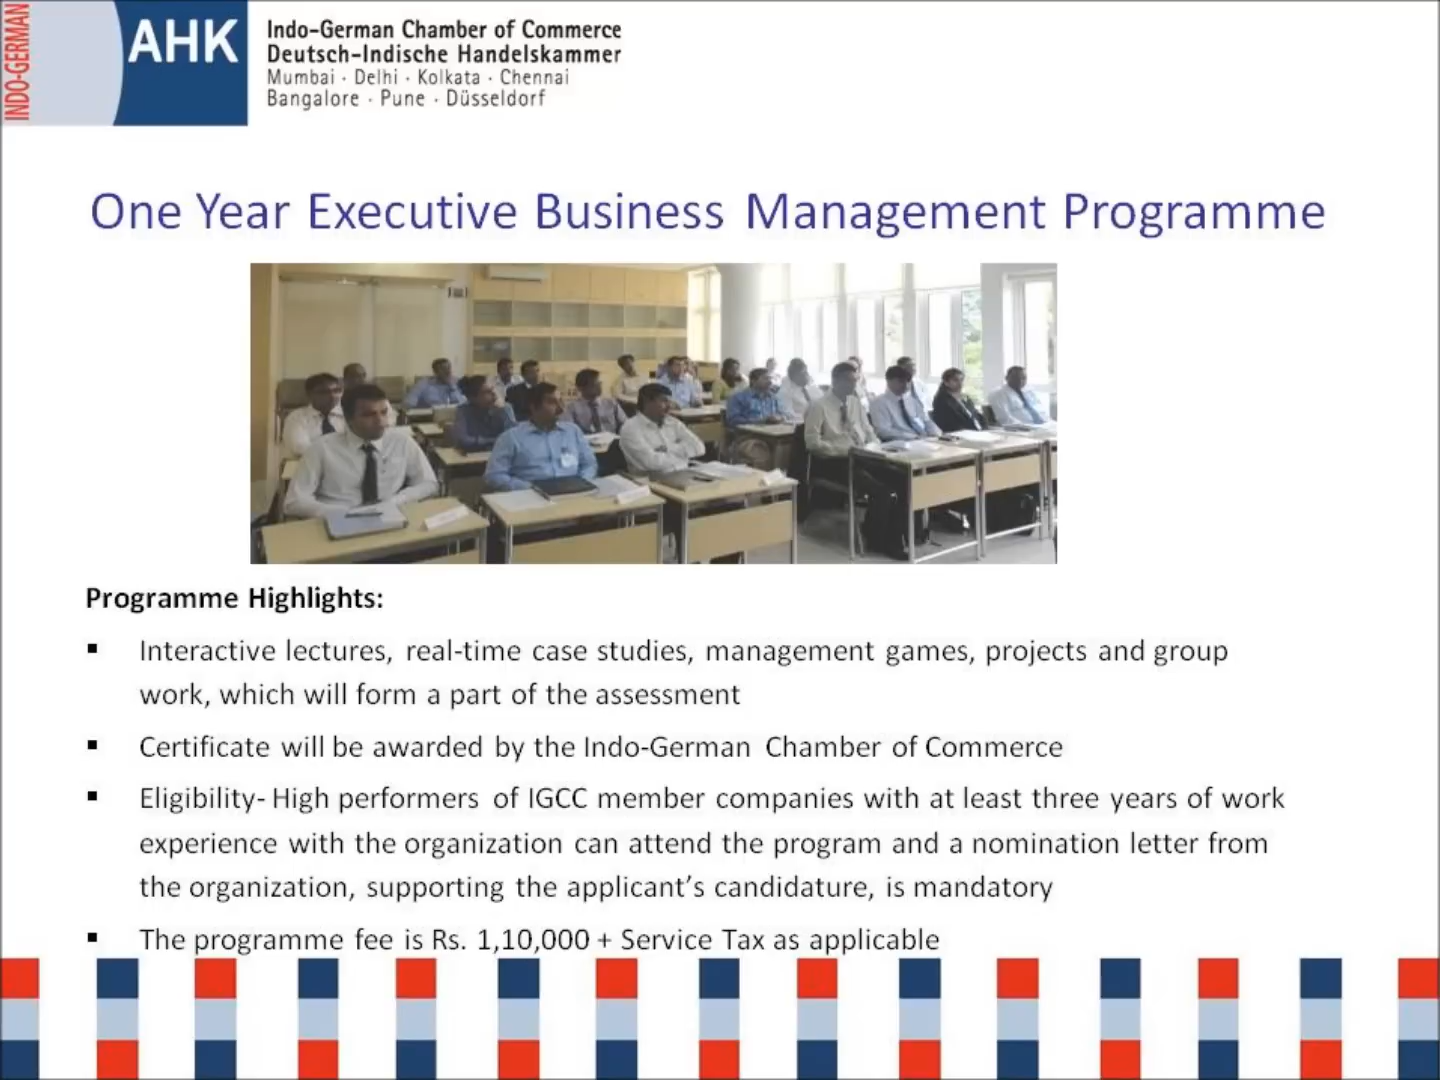 INDO-GERMAN
AHK
Indo-German Chamber of Commerce
Deutsch-Indische Handelskammer
Mumbai · Delhi · Kolkata · Chennai
Bangalore · Pune · Düsseldorf
One Year Executive Business Management Programme
Programme Highlights:
▪ Interactive lectures, real-time case studies, management games, projects and group
work, which will form a part of the assessment
▪ Certificate will be awarded by the Indo-German Chamber of Commerce
▪ Eligibility- High performers of IGCC member companies with at least three years of work
experience with the organization can attend the program and a nomination letter from
the organization, supporting the applicant's candidature, is mandatory
▪ The programme fee is Rs. 1,10,000 + Service Tax as applicable